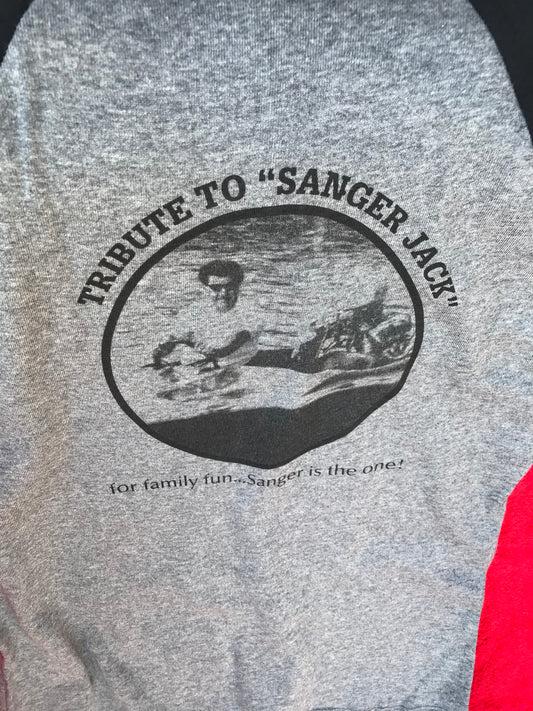 TRIBUTE TO “SANGER JACK"
for family fun...Sanger is the one!